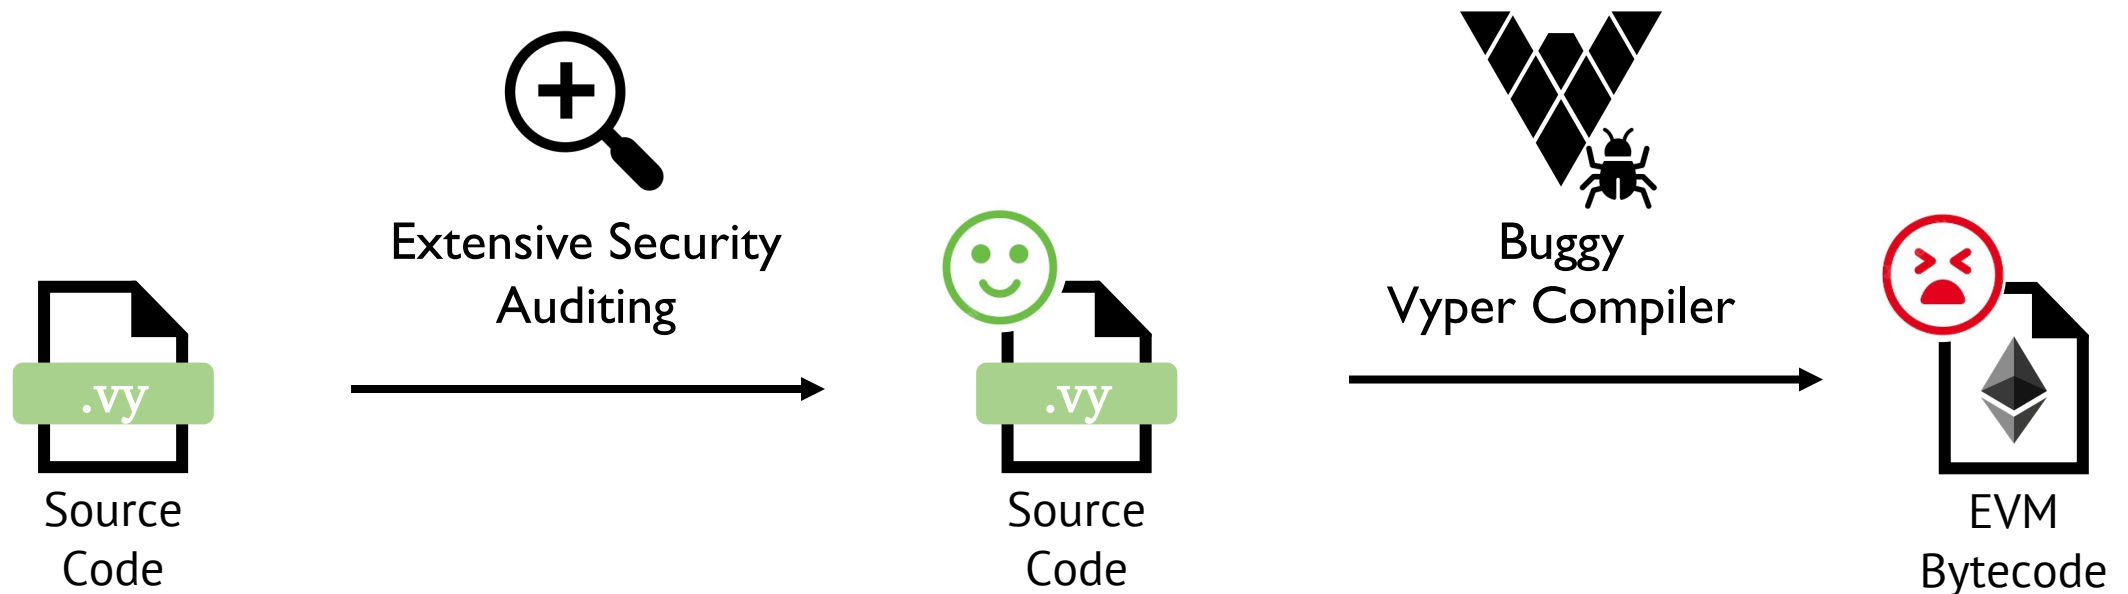 Extensive Security
Auditing
Buggy
Vyper Compiler
.vy
.vy
Source
Code
Source
Code
EVM
Bytecode